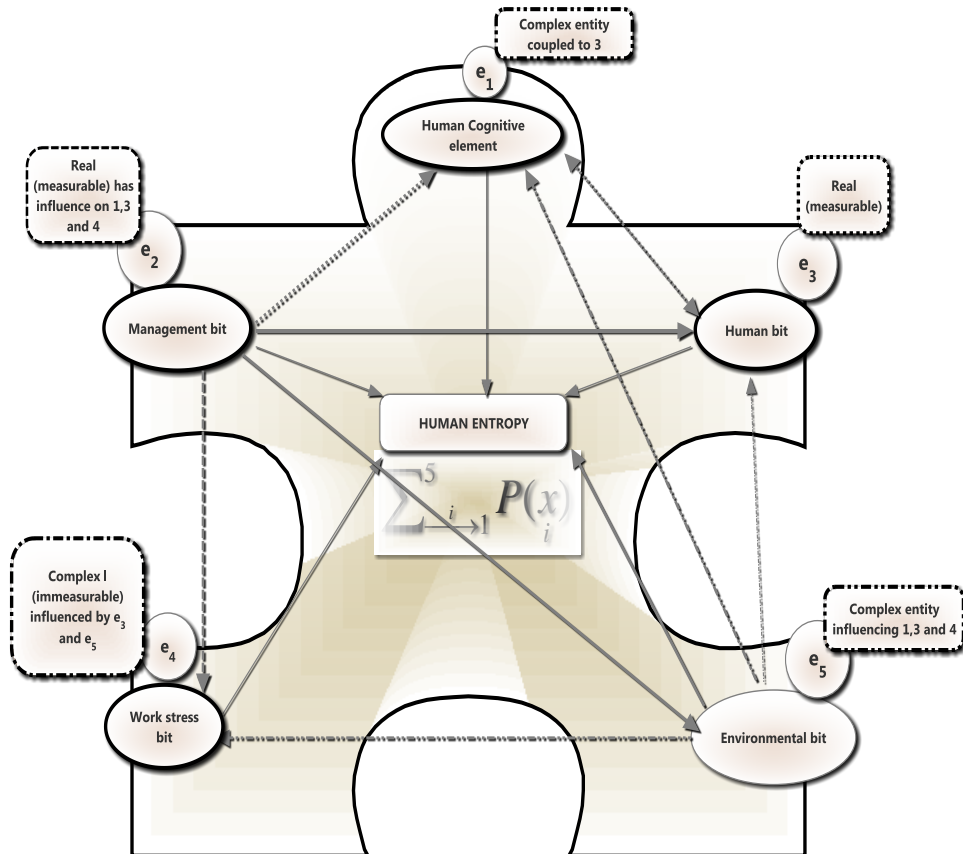 Complex entity
coupled to 3
e1
Human Cognitive
element
Real
(measurable) has
influence on 1,3
and 4
e2
Real
(measurable)
e3
Management bit
Human bit
HUMAN ENTROPY
∑ 5 i→1 P(x i)
Complex I
(immeasurable)
influenced by e3
and e5
e4
Complex entity
influencing 1,3 and 4
e5
Work stress
bit
Environmental bit